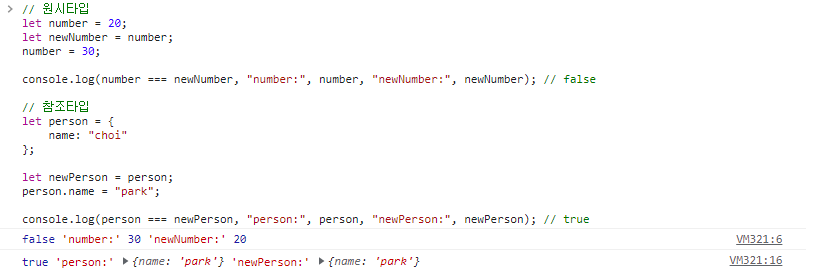 > // 원시타입
let number = 20;
let newNumber = number;
number = 30;
console.log(number === newNumber, "number:", number, "newNumber:", newNumber); // false
// 참조타입
let person = {
    name: "choi"
};
let newPerson = person;
person.name = "park";
console.log(person === newPerson, "person:", person, "newPerson:", newPerson); // true
false 'number:' 30 'newNumber:' 20 VM321:6
true 'person:' ▶{name: 'park'} 'newPerson:' ▶{name: 'park'} VM321:16